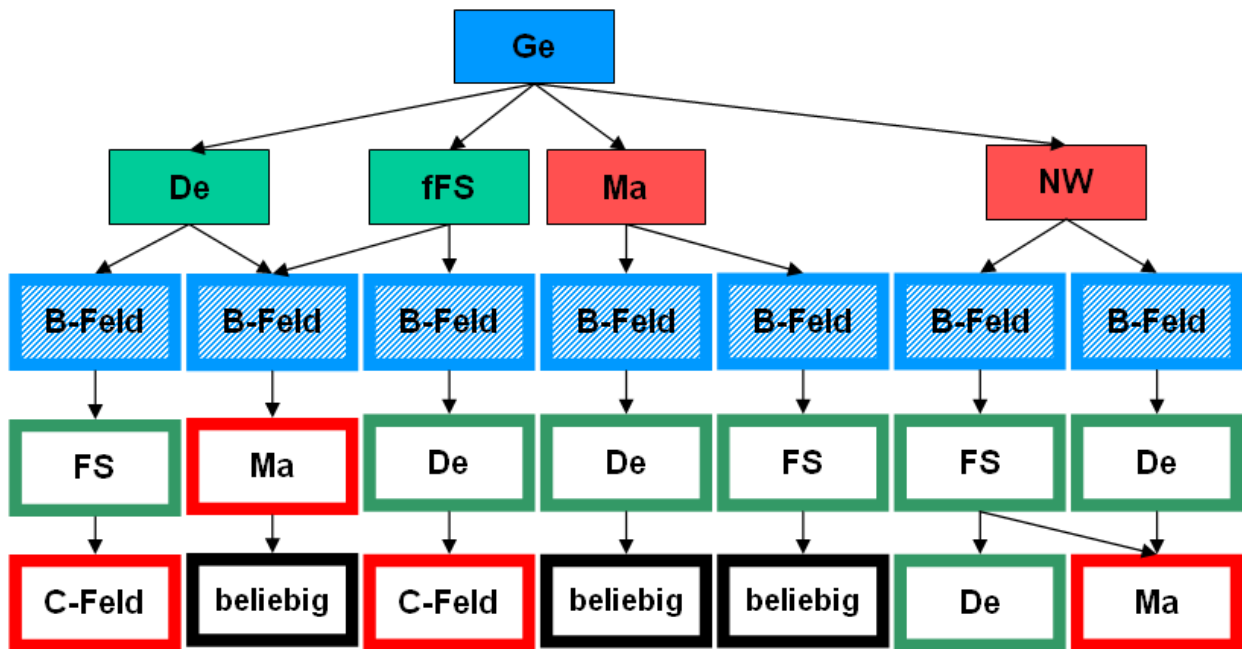 Ge
De
fFS
Ma
NW
B-Feld
B-Feld
B-Feld
B-Feld
B-Feld
B-Feld
B-Feld
FS
Ma
De
De
FS
FS
De
C-Feld
beliebig
C-Feld
beliebig
beliebig
De
Ma